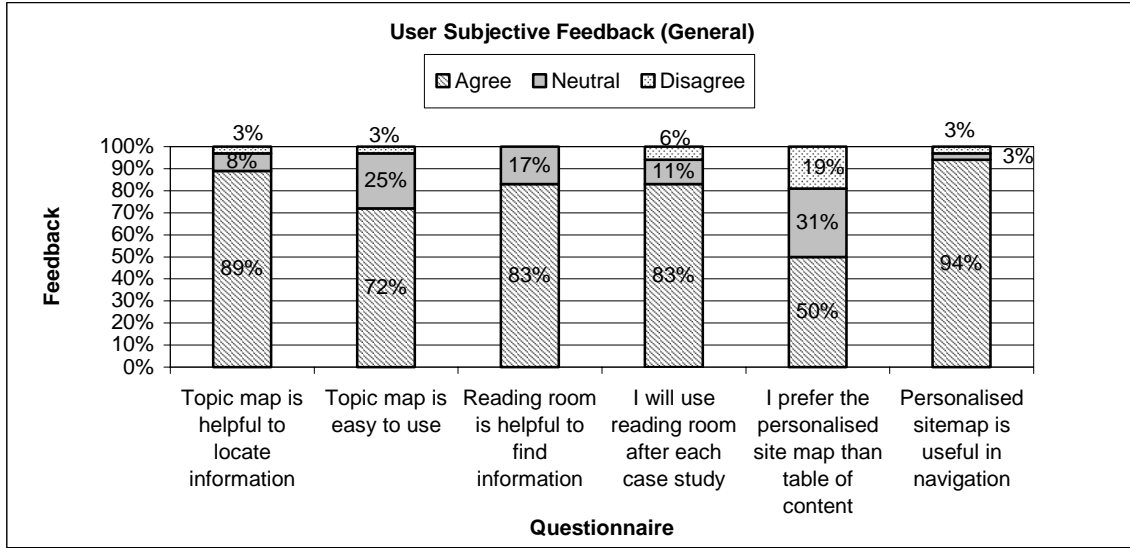 User Subjective Feedback (General)
Agree Neutral Disagree
3% 3% 6% 3%
100%
90%
80%
70%
60%
50%
40%
30%
20%
10%
0%
8% 25% 17% 11% 19% 3%
31%
89% 72% 83% 83% 50% 94%
Feedback
Topic map is
helpful to
locate
information
Topic map is
easy to use
Reading room
is helpful to
find
information
I will use
reading room
after each
case study
I prefer the
personalised
site map than
table of
content
Personalised
sitemap is
useful in
navigation
Questionnaire